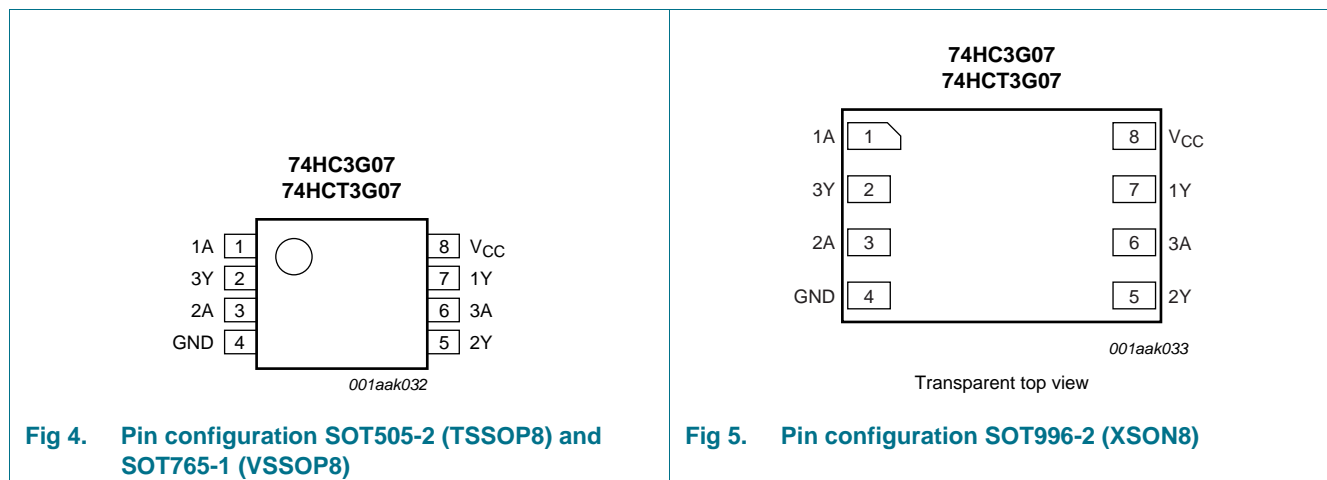 74HC3G07
74HCT3G07
1A 1 8 VCC
3Y 2 7 1Y
2A 3 6 3A
GND 4 5 2Y
001aak032
Fig 4. Pin configuration SOT505-2 (TSSOP8) and
SOT765-1 (VSSOP8)
74HC3G07
74HCT3G07
1A 1 8 VCC
3Y 2 7 1Y
2A 3 6 3A
GND 4 5 2Y
001aak033
Transparent top view
Fig 5. Pin configuration SOT996-2 (XSON8)